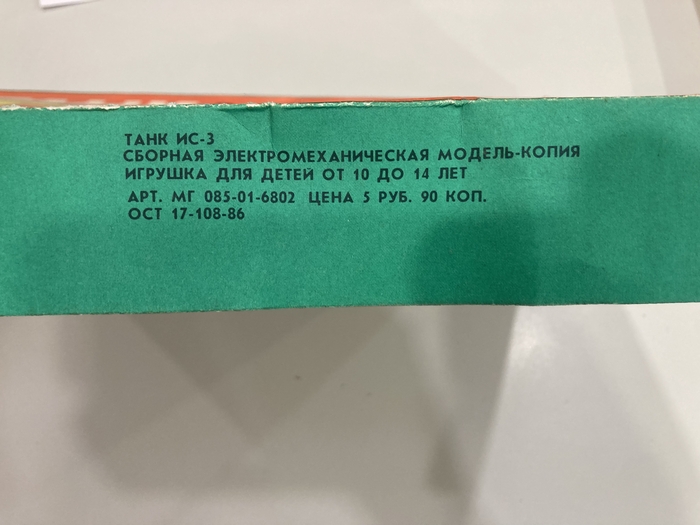 ТАНК ИС-3
СБОРНАЯ ЭЛЕКТРОМЕХАНИЧЕСКАЯ МОДЕЛЬ-КОПИЯ
ИГРУШКА ДЛЯ ДЕТЕЙ ОТ 10 ДО 14 ЛЕТ
АРТ. МГ 085-01-6802 ЦЕНА 5 РУБ. 90 КОП.
ОСТ 17-108-86